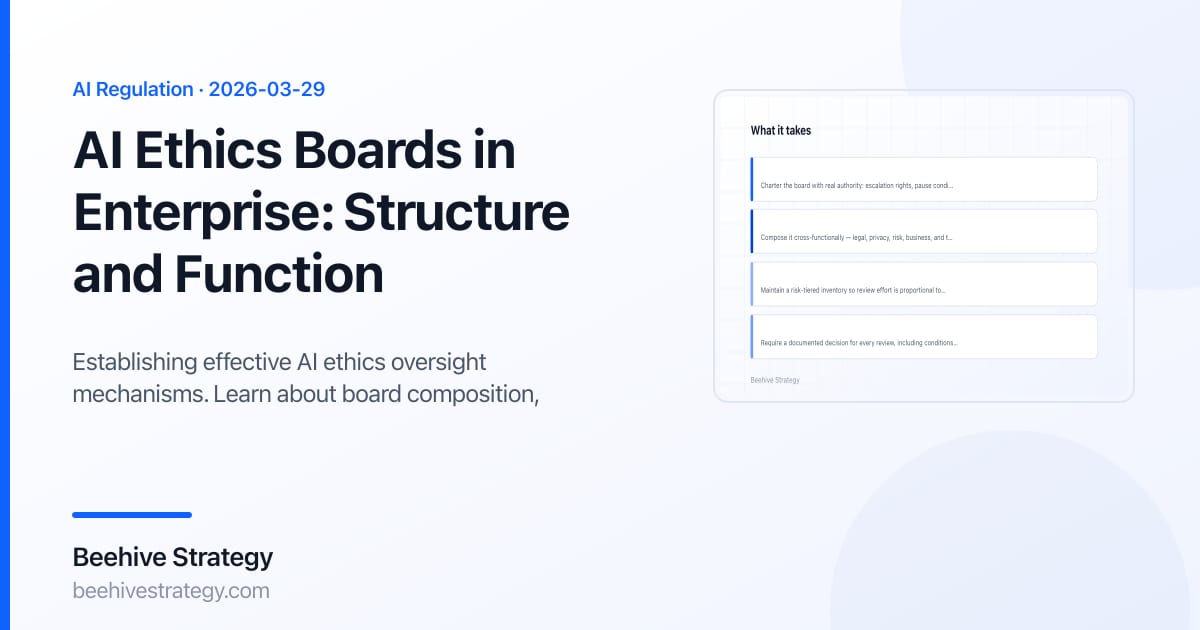 AI Regulation · 2026-03-29
AI Ethics Boards in
Enterprise: Structure
and Function
Establishing effective AI ethics oversight
mechanisms. Learn about board composition,
Beehive Strategy
beehivestrategy.com
What it takes
Charter the board with real authority: escalation rights, pause condi...
Compose it cross-functionally — legal, privacy, risk, business, and t...
Maintain a risk-tiered inventory so review effort is proportional to...
Require a documented decision for every review, including conditions...
Beehive Strategy